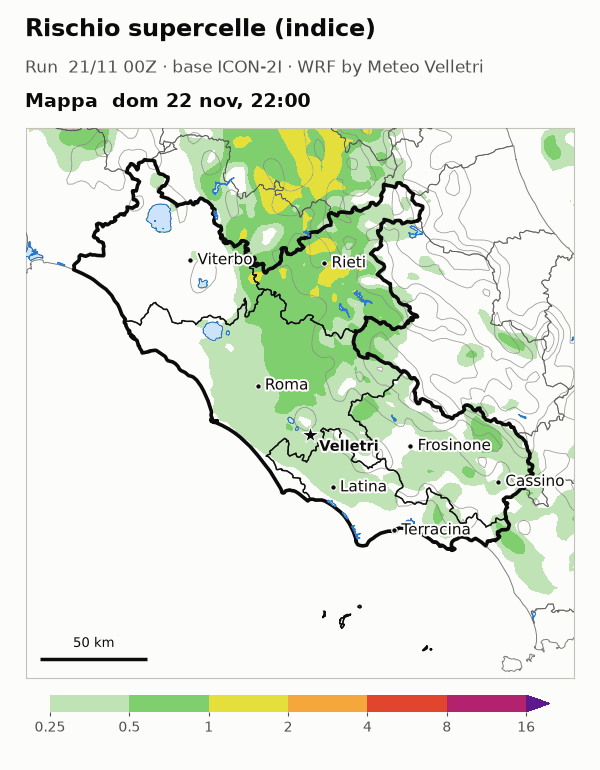 Rischio supercelle (indice)
Run  21/11 00Z · base ICON-2I · WRF by Meteo Velletri
Mappa  dom 22 nov, 22:00
Viterbo
Rieti
Roma
Velletri
Frosinone
Latina
Cassino
Terracina
50 km
0.25 0.5 1 2 4 8 16